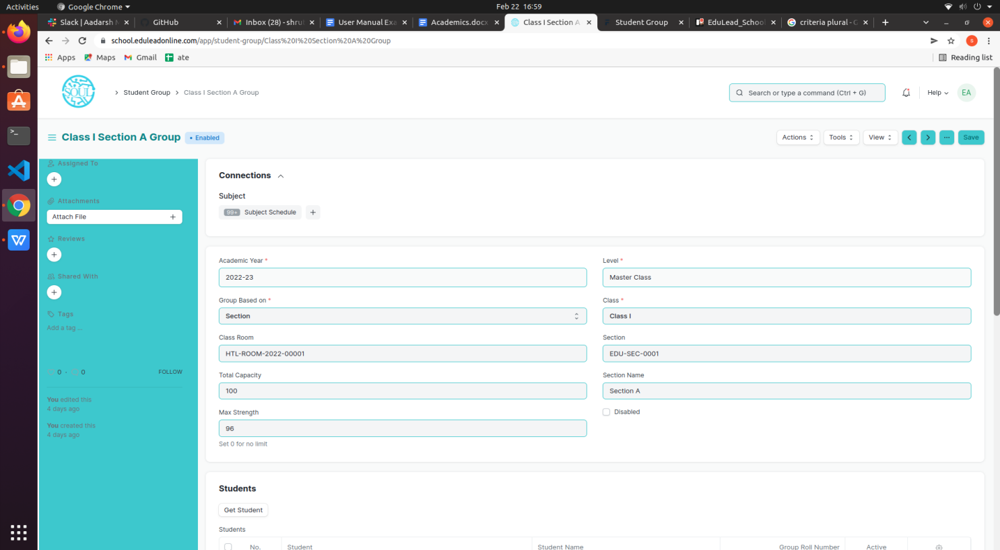 Activities
Google Chrome
Feb 22 16:59
Slack | Aadarsh
GitHub
Inbox (28) - shru
User Manual Exa
Academics.docx
Class I Section A
Student Group
EduLead_School
criteria plural - G
school.eduleadonline.com/app/student-group/Class%20I%20Section%20A%20Group
S
Apps
Maps
Gmail
ate
Reading list
SOUL
Student Group
Class I Section A Group
Search or type a command (Ctrl + G)
Help
EA
Class I Section A Group
Enabled
Actions
Tools
View
Save
Assigned To
Attachments
Attach File
Reviews
Shared With
Tags
Add a tag ...
0 · 0
FOLLOW
You edited this
4 days ago
You created this
4 days ago
Connections
Subject
99+ Subject Schedule
Academic Year *
2022-23
Level *
Master Class
Group Based on *
Section
Class *
Class I
Class Room
HTL-ROOM-2022-00001
Section
EDU-SEC-0001
Total Capacity
100
Section Name
Section A
Max Strength
96
Set 0 for no limit
Disabled
Students
Get Student
Students
No.
Student
Student Name
Group Roll Number
Active